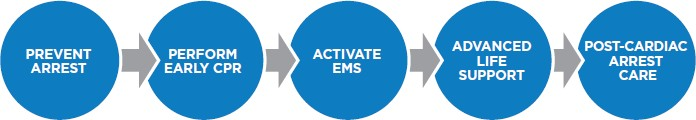 PREVENT
ARREST
PERFORM
EARLY CPR
ACTIVATE
EMS
ADVANCED
LIFE
SUPPORT
POST-CARDIAC
ARREST
CARE